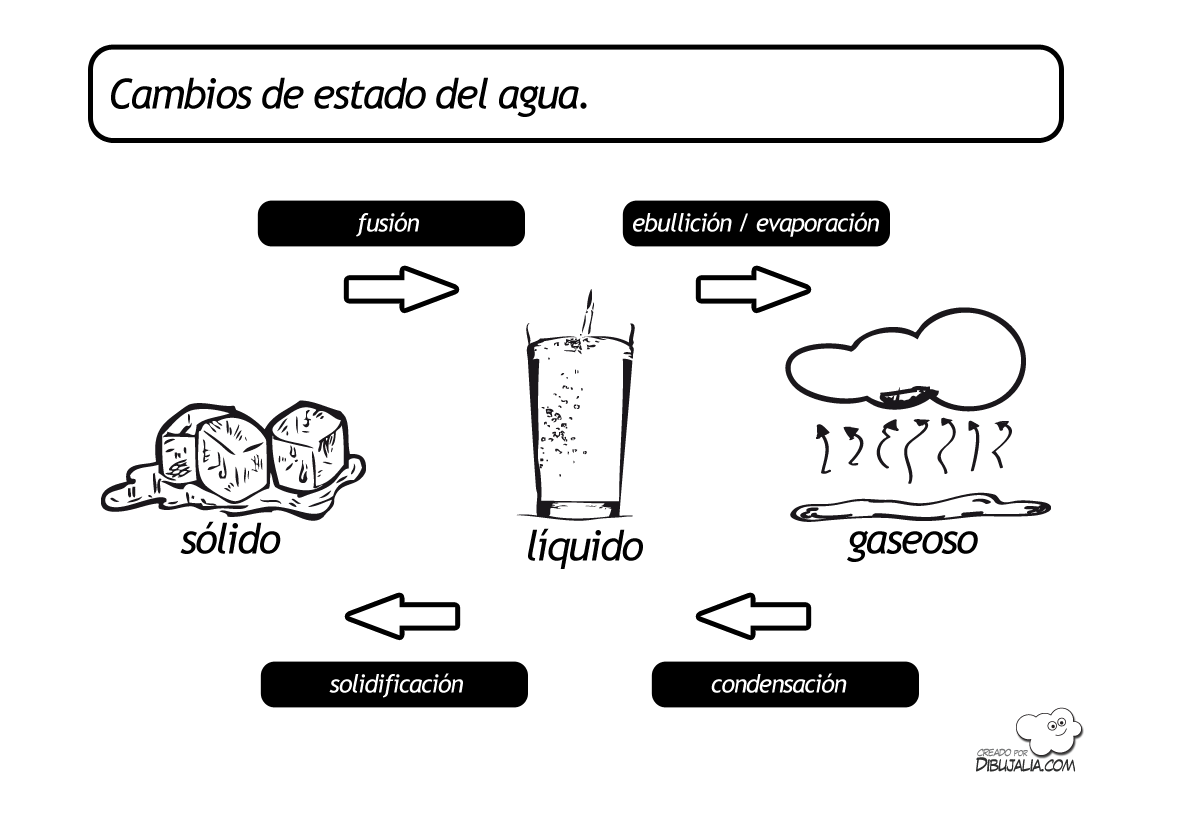 Cambios de estado del agua.
fusión
ebullición / evaporación
sólido
líquido
gaseoso
solidificación
condensación
CREADO POR
DIBUJALIA.COM